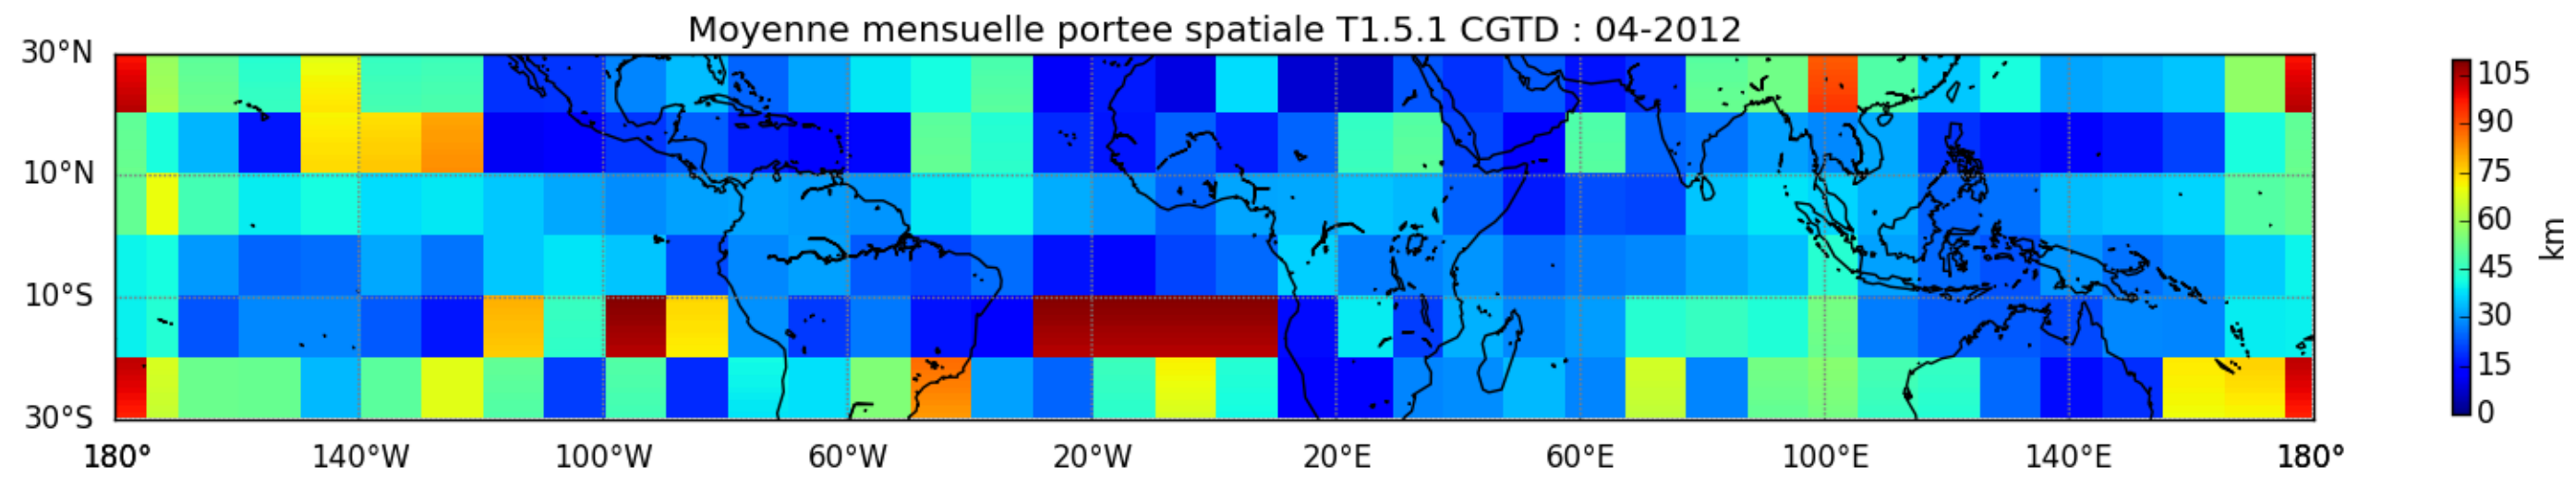 Moyenne mensuelle portee spatiale T1.5.1 CGTD : 04-2012
30°N
10°N
10°S
30°S
180° 140°W 100°W 60°W 20°W 20°E 60°E 100°E 140°E 180°
105
90
75
60
45
30
15
0
km